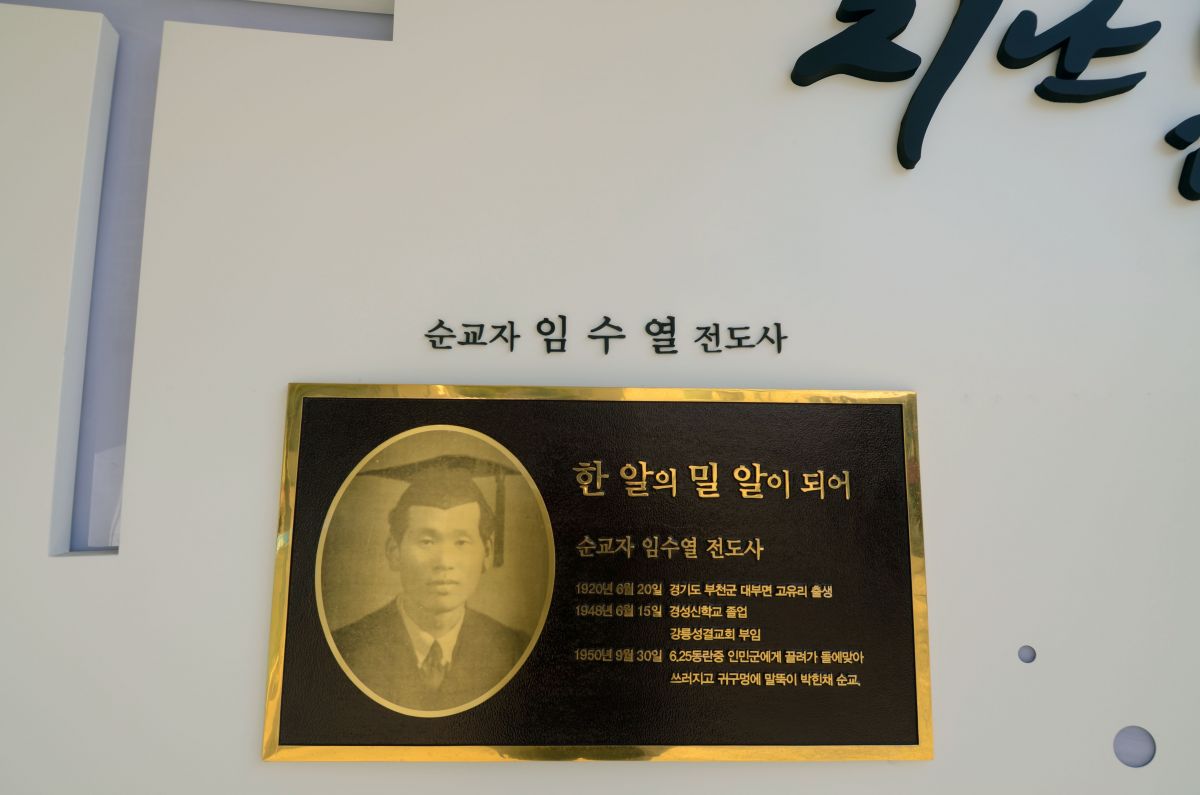 지난
순교자 임 수 열 전도사
한 알의 밀 알이 되어
순교자 임수열 전도사
1920년 6월 20일 경기도 부천군 대부면 고유리 출생
1948년 6월 15일 경성신학교 졸업
강릉성결교회 부임
1950년 9월 30일 6.25동란중 인민군에게 끌려가 돌에맞아
쓰러지고 귀구멍에 말뚝이 박힌채 순교.